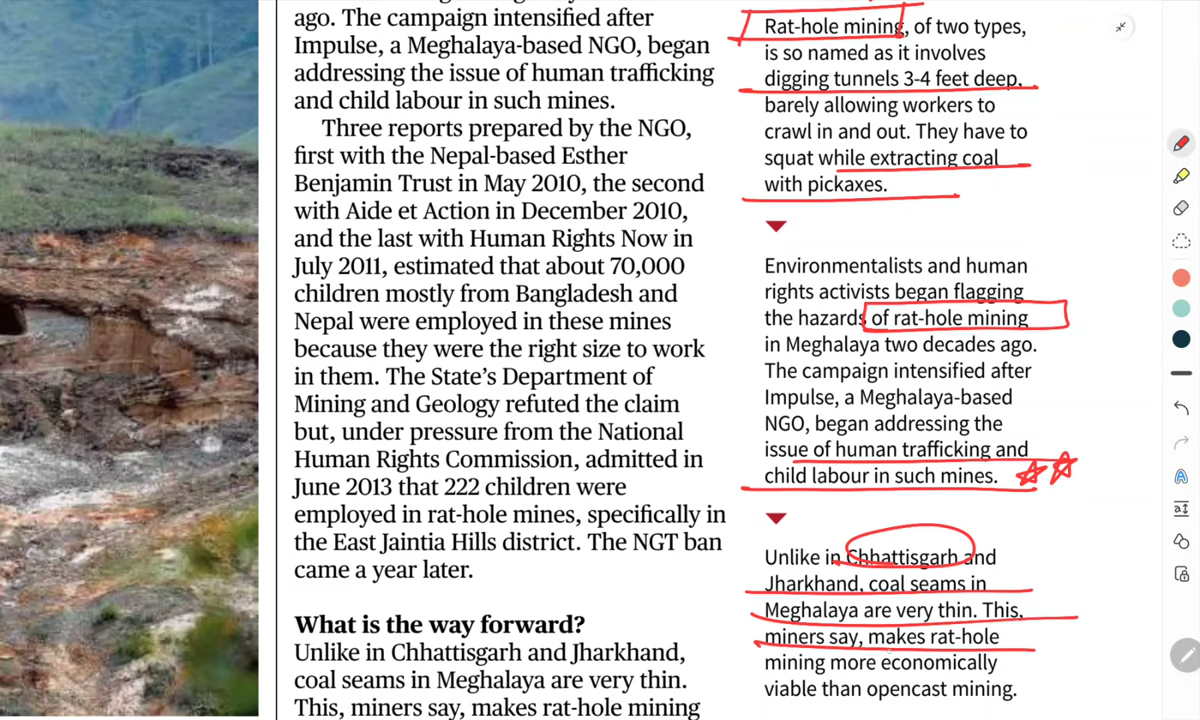 ago. The campaign intensified after
Impulse, a Meghalaya-based NGO, began
addressing the issue of human trafficking
and child labour in such mines.
Three reports prepared by the NGO,
first with the Nepal-based Esther
Benjamin Trust in May 2010, the second
with Aide et Action in December 2010,
and the last with Human Rights Now in
July 2011, estimated that about 70,000
children mostly from Bangladesh and
Nepal were employed in these mines
because they were the right size to work
in them. The State’s Department of
Mining and Geology refuted the claim
but, under pressure from the National
Human Rights Commission, admitted in
June 2013 that 222 children were
employed in rat-hole mines, specifically in
the East Jaintia Hills district. The NGT ban
came a year later.
What is the way forward?
Unlike in Chhattisgarh and Jharkhand,
coal seams in Meghalaya are very thin.
This, miners say, makes rat-hole mining
Rat-hole mining, of two types,
is so named as it involves
digging tunnels 3-4 feet deep,
barely allowing workers to
crawl in and out. They have to
squat while extracting coal
with pickaxes.
Environmentalists and human
rights activists began flagging
the hazards of rat-hole mining
in Meghalaya two decades ago.
The campaign intensified after
Impulse, a Meghalaya-based
NGO, began addressing the
issue of human trafficking and
child labour in such mines.
Unlike in Chhattisgarh and
Jharkhand, coal seams in
Meghalaya are very thin. This,
miners say, makes rat-hole
mining more economically
viable than opencast mining.